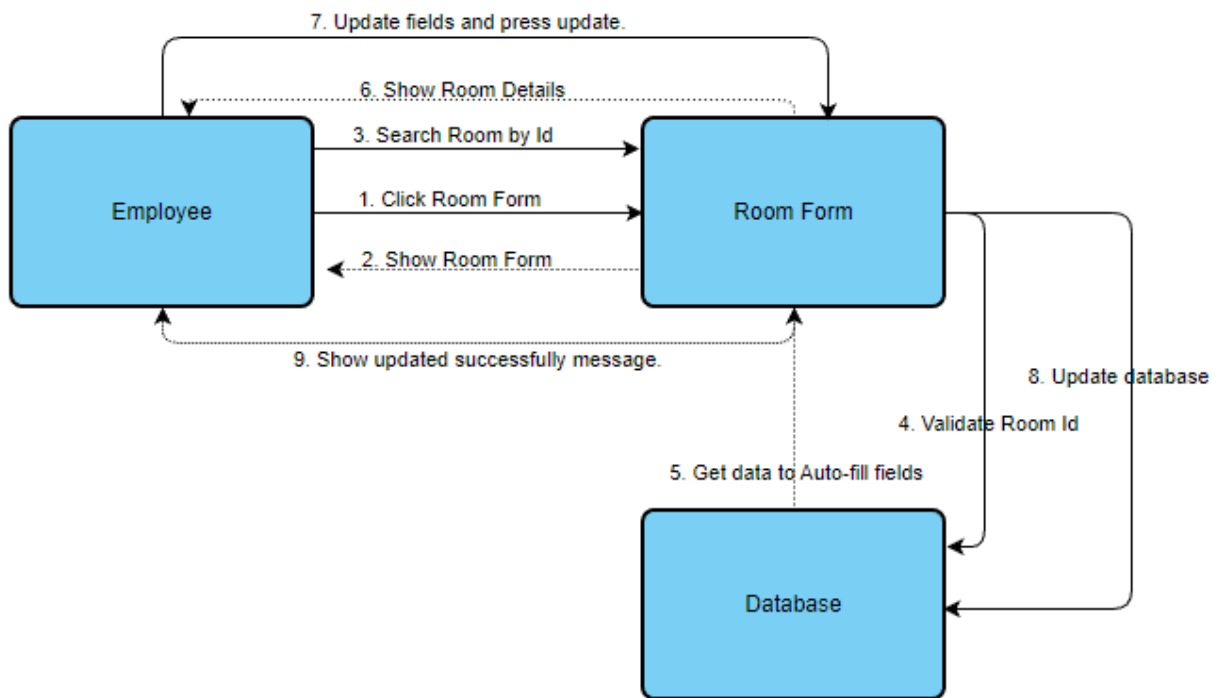 7. Update fields and press update.
6. Show Room Details
3. Search Room by Id
Employee
Room Form
1. Click Room Form
2. Show Room Form
9. Show updated successfully message.
8. Update database
4. Validate Room Id
5. Get data to Auto-fill fields
Database